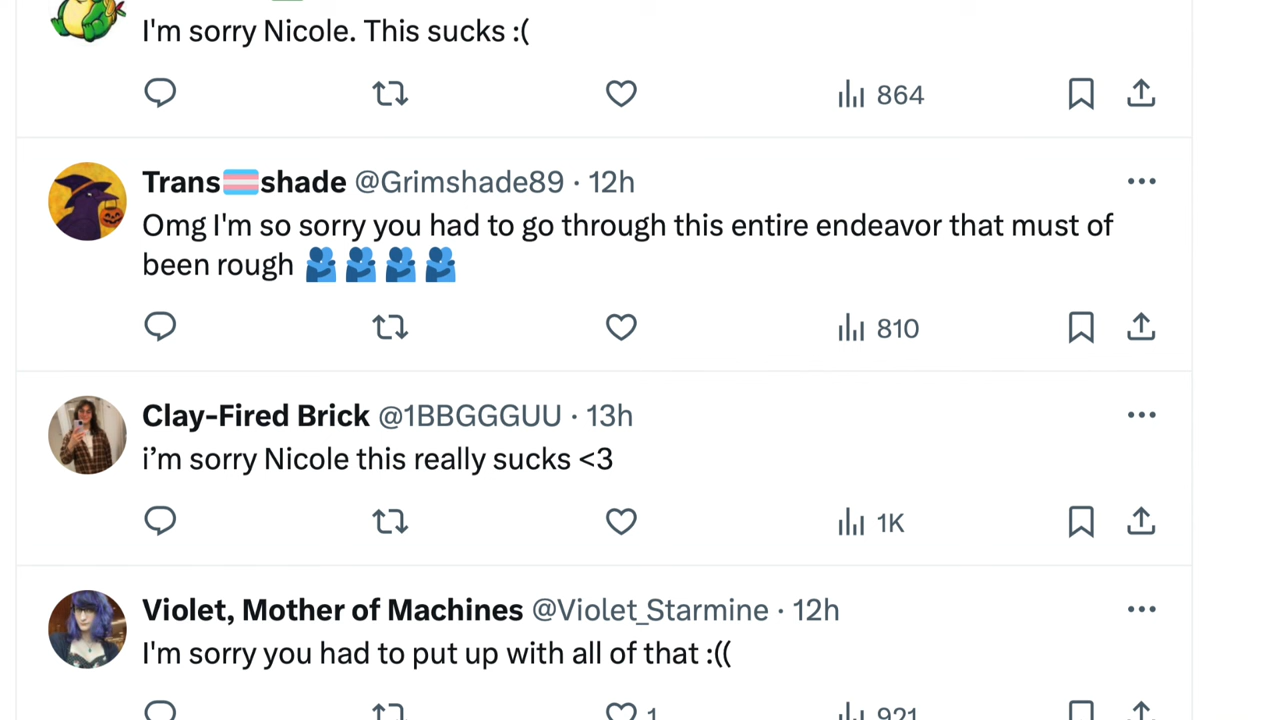 I'm sorry Nicole. This sucks :(
864
Trans🏳️‍⚧️shade @Grimshade89 · 12h
Omg I'm so sorry you had to go through this entire endeavor that must of
been rough 🫂🫂🫂🫂
810
Clay-Fired Brick @1BBGGGUU · 13h
i’m sorry Nicole this really sucks <3
1K
Violet, Mother of Machines @Violet_Starmine · 12h
I'm sorry you had to put up with all of that :((
1 921